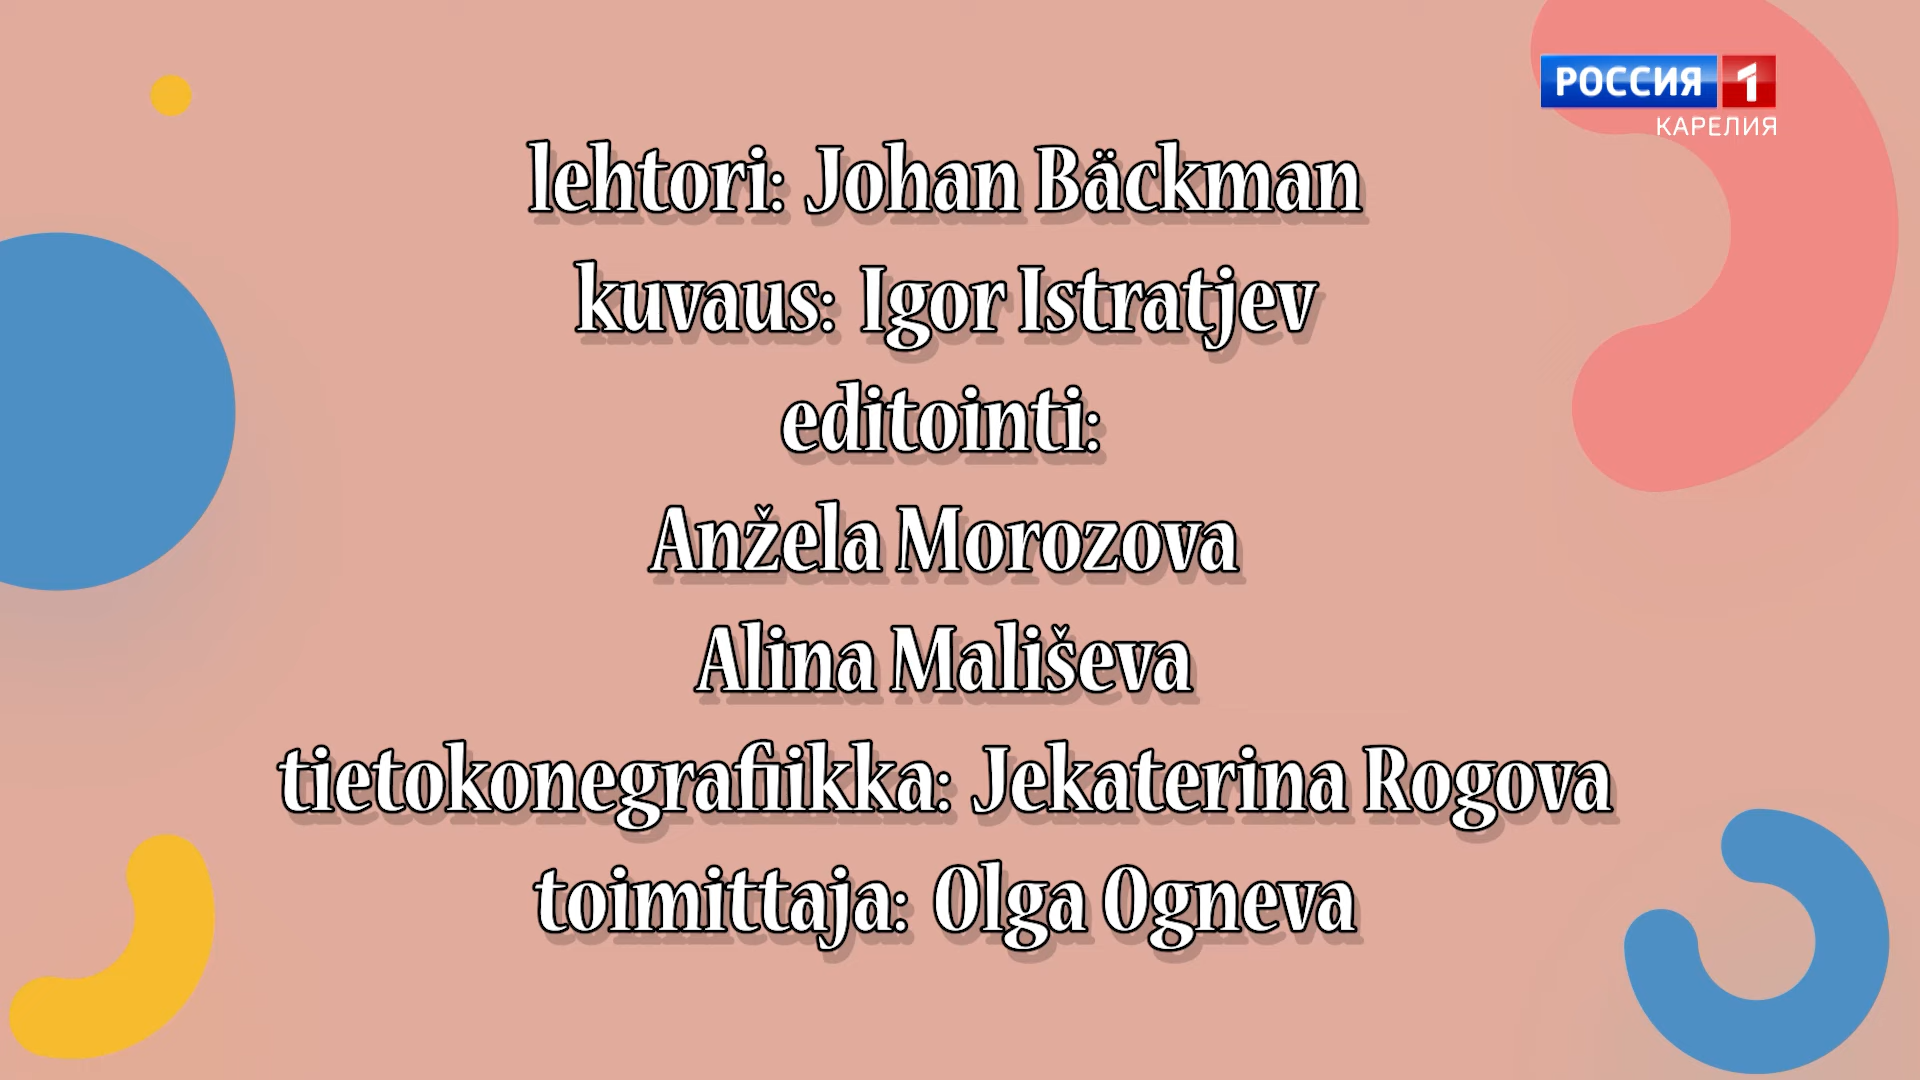 РОССИЯ 1
КАРЕЛИЯ
lehtori: Johan Bäckman
kuvaus: Igor Istratjev
editointi:
Anžela Morozova
Alina Mališeva
tietokonegrafiikka: Jekaterina Rogova
toimittaja: Olga Ogneva